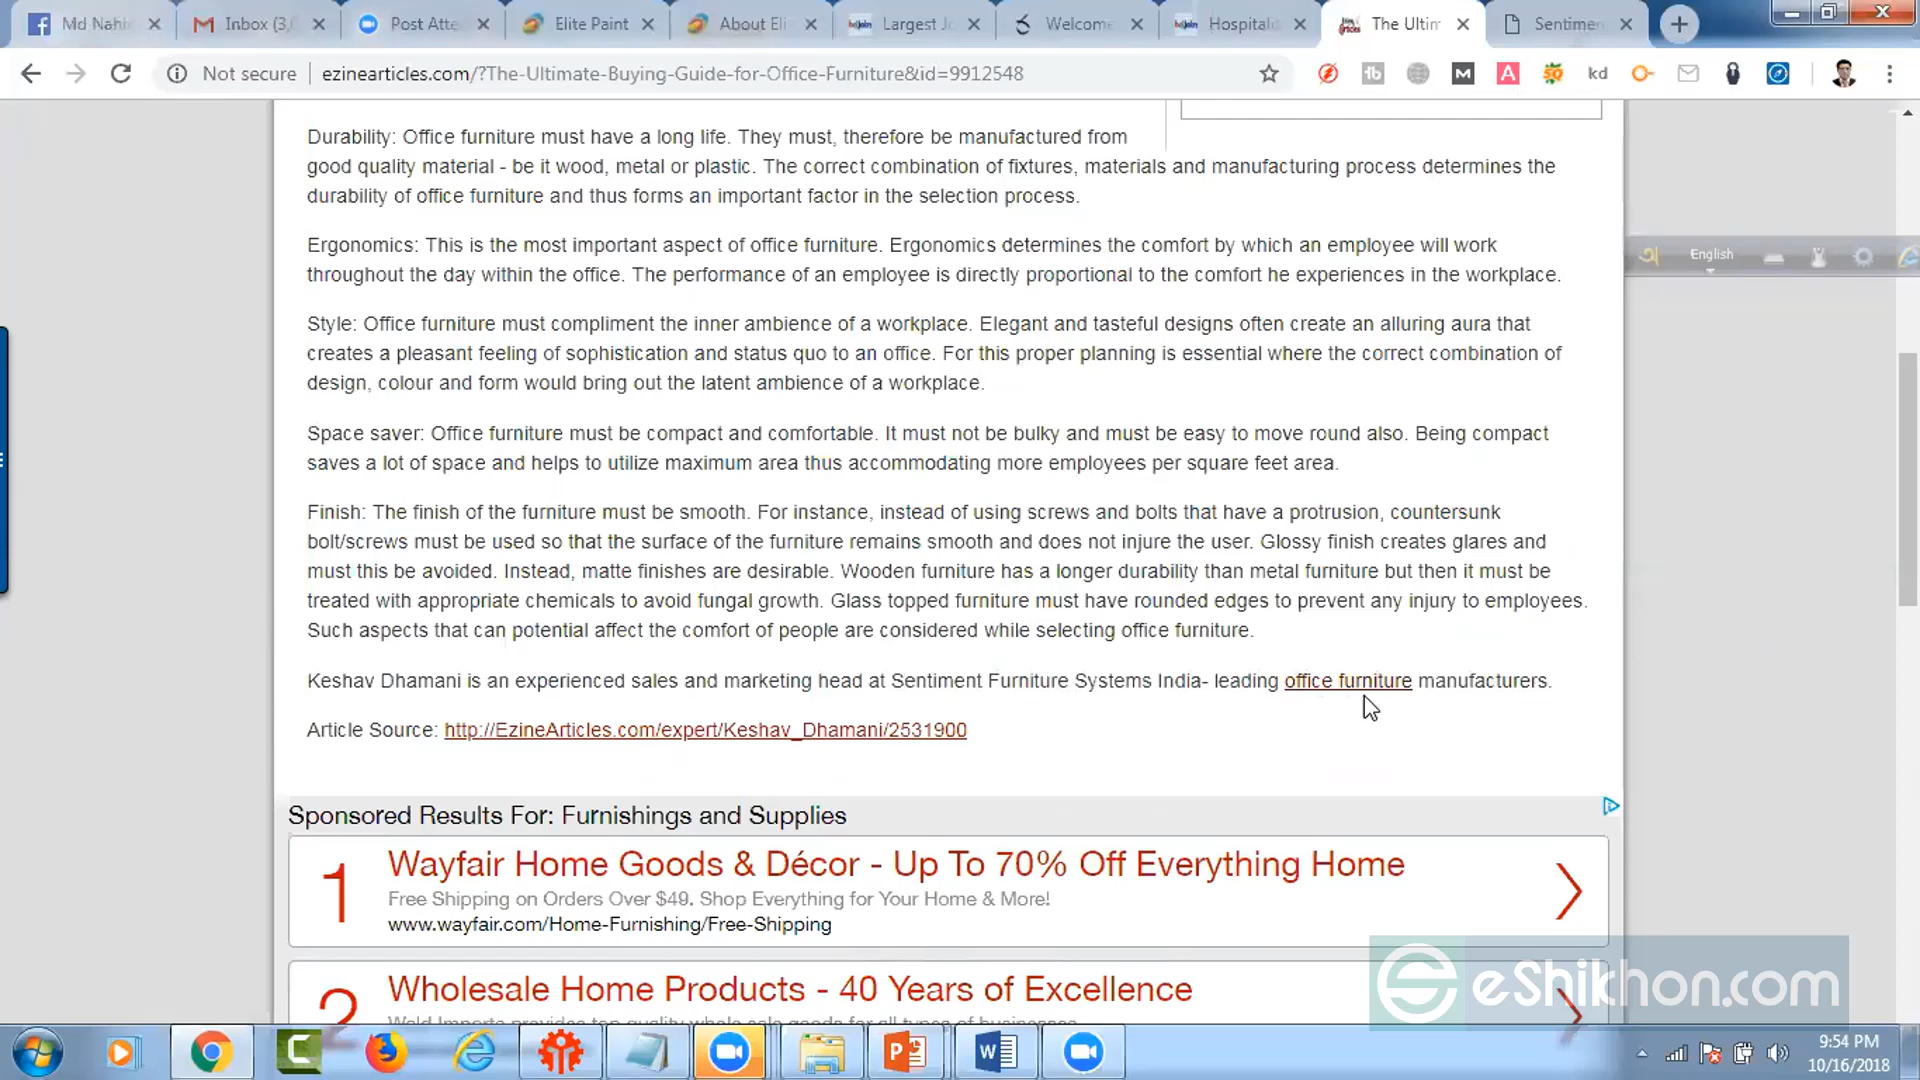 Md Nahi
Inbox (3,0
Post Atte
Elite Paint
About Eli
Largest Jo
Welcome
Hospitali
The Ultim
Sentimen
Not secure
ezinearticles.com/?The-Ultimate-Buying-Guide-for-Office-Furniture&id=9912548
kd
English
Durability: Office furniture must have a long life. They must, therefore be manufactured from
good quality material - be it wood, metal or plastic. The correct combination of fixtures, materials and manufacturing process determines the
durability of office furniture and thus forms an important factor in the selection process.
Ergonomics: This is the most important aspect of office furniture. Ergonomics determines the comfort by which an employee will work
throughout the day within the office. The performance of an employee is directly proportional to the comfort he experiences in the workplace.
Style: Office furniture must compliment the inner ambience of a workplace. Elegant and tasteful designs often create an alluring aura that
creates a pleasant feeling of sophistication and status quo to an office. For this proper planning is essential where the correct combination of
design, colour and form would bring out the latent ambience of a workplace.
Space saver: Office furniture must be compact and comfortable. It must not be bulky and must be easy to move round also. Being compact
saves a lot of space and helps to utilize maximum area thus accommodating more employees per square feet area.
Finish: The finish of the furniture must be smooth. For instance, instead of using screws and bolts that have a protrusion, countersunk
bolt/screws must be used so that the surface of the furniture remains smooth and does not injure the user. Glossy finish creates glares and
must this be avoided. Instead, matte finishes are desirable. Wooden furniture has a longer durability than metal furniture but then it must be
treated with appropriate chemicals to avoid fungal growth. Glass topped furniture must have rounded edges to prevent any injury to employees.
Such aspects that can potential affect the comfort of people are considered while selecting office furniture.
Keshav Dhamani is an experienced sales and marketing head at Sentiment Furniture Systems India- leading office furniture manufacturers.
Article Source: http://EzineArticles.com/expert/Keshav_Dhamani/2531900
Sponsored Results For: Furnishings and Supplies
1
Wayfair Home Goods & Décor - Up To 70% Off Everything Home
Free Shipping on Orders Over $49. Shop Everything for Your Home & More!
www.wayfair.com/Home-Furnishing/Free-Shipping
2
Wholesale Home Products - 40 Years of Excellence
eShikhon.com
9:54 PM
10/16/2018